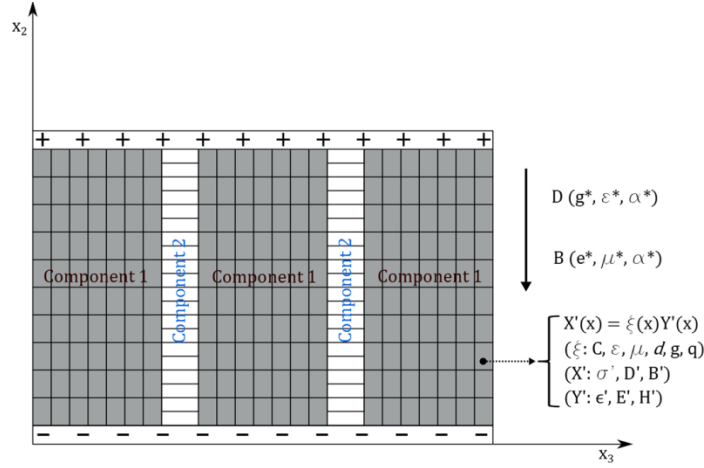 x₂
+ + + + + + + + + + + +
Component 1
Component 2
Component 1
Component 2
Component 1
− − − − − − − − − − − −
x₃
D (g*, ε*, α*)
B (e*, μ*, α*)
X'(x) = ξ(x)Y'(x)
(ξ: C, ε, μ, d, g, q)
(X': σ', D', B')
(Y': ϵ', E', H')